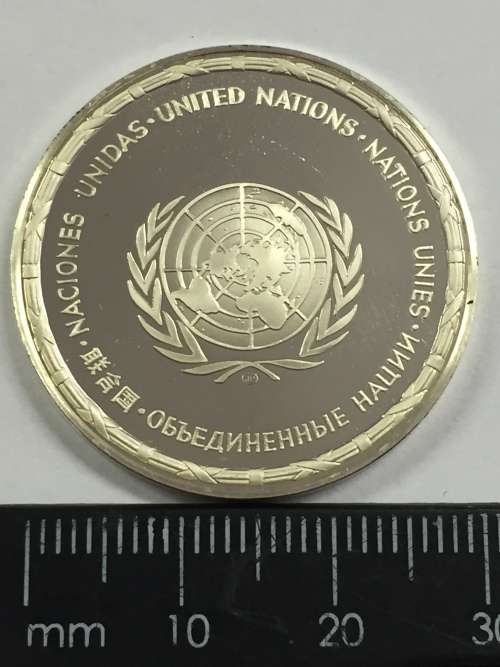 · UNITED NATIONS · NATIONS UNIES · ОБЪЕДИНЕННЫЕ НАЦИИ · 联合国 · NACIONES UNIDAS
mm 10 20 30